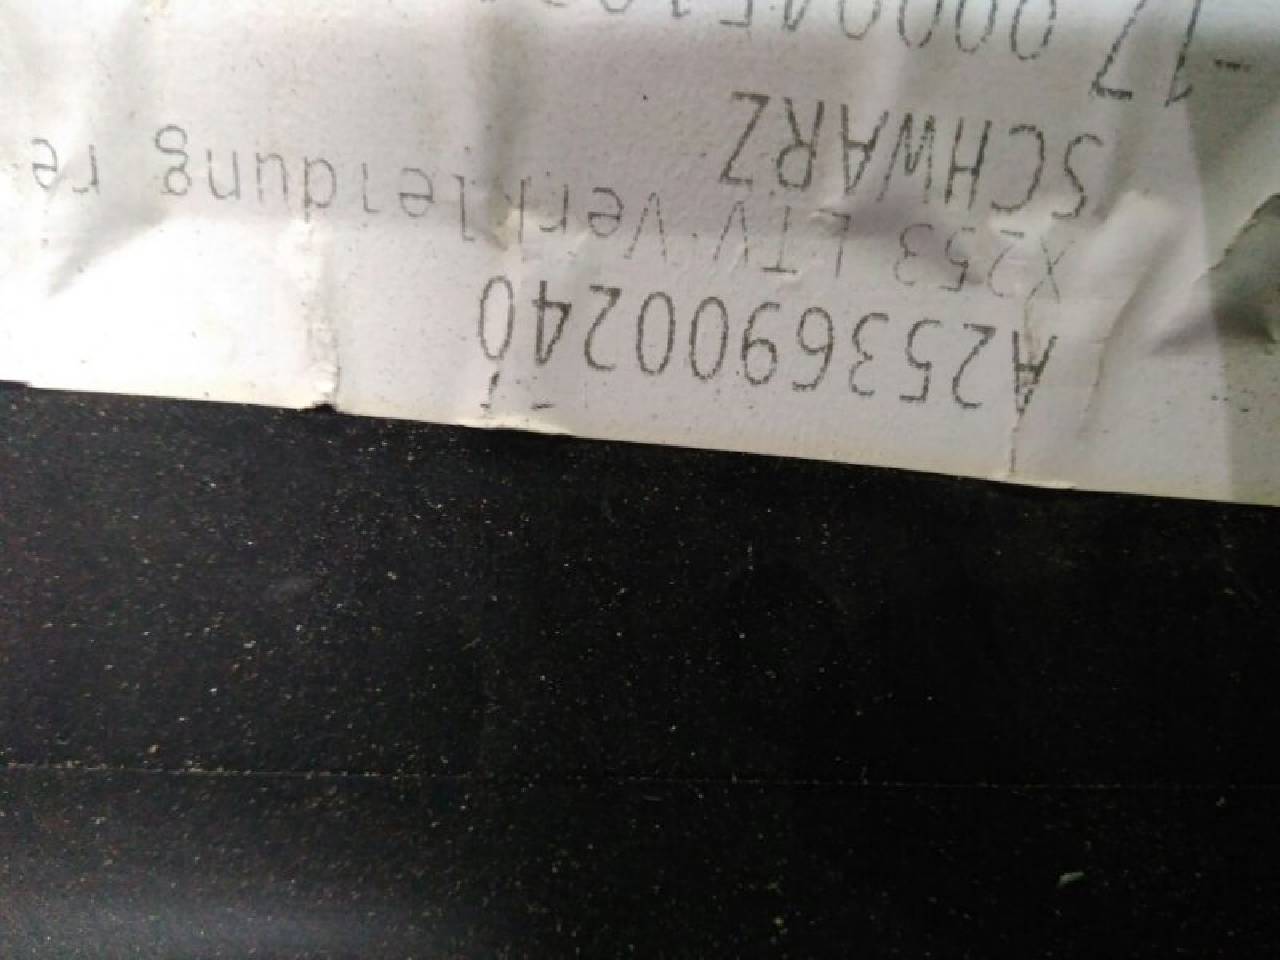 A2536900240
X253 LTV Verkleidung re
SCHWARZ